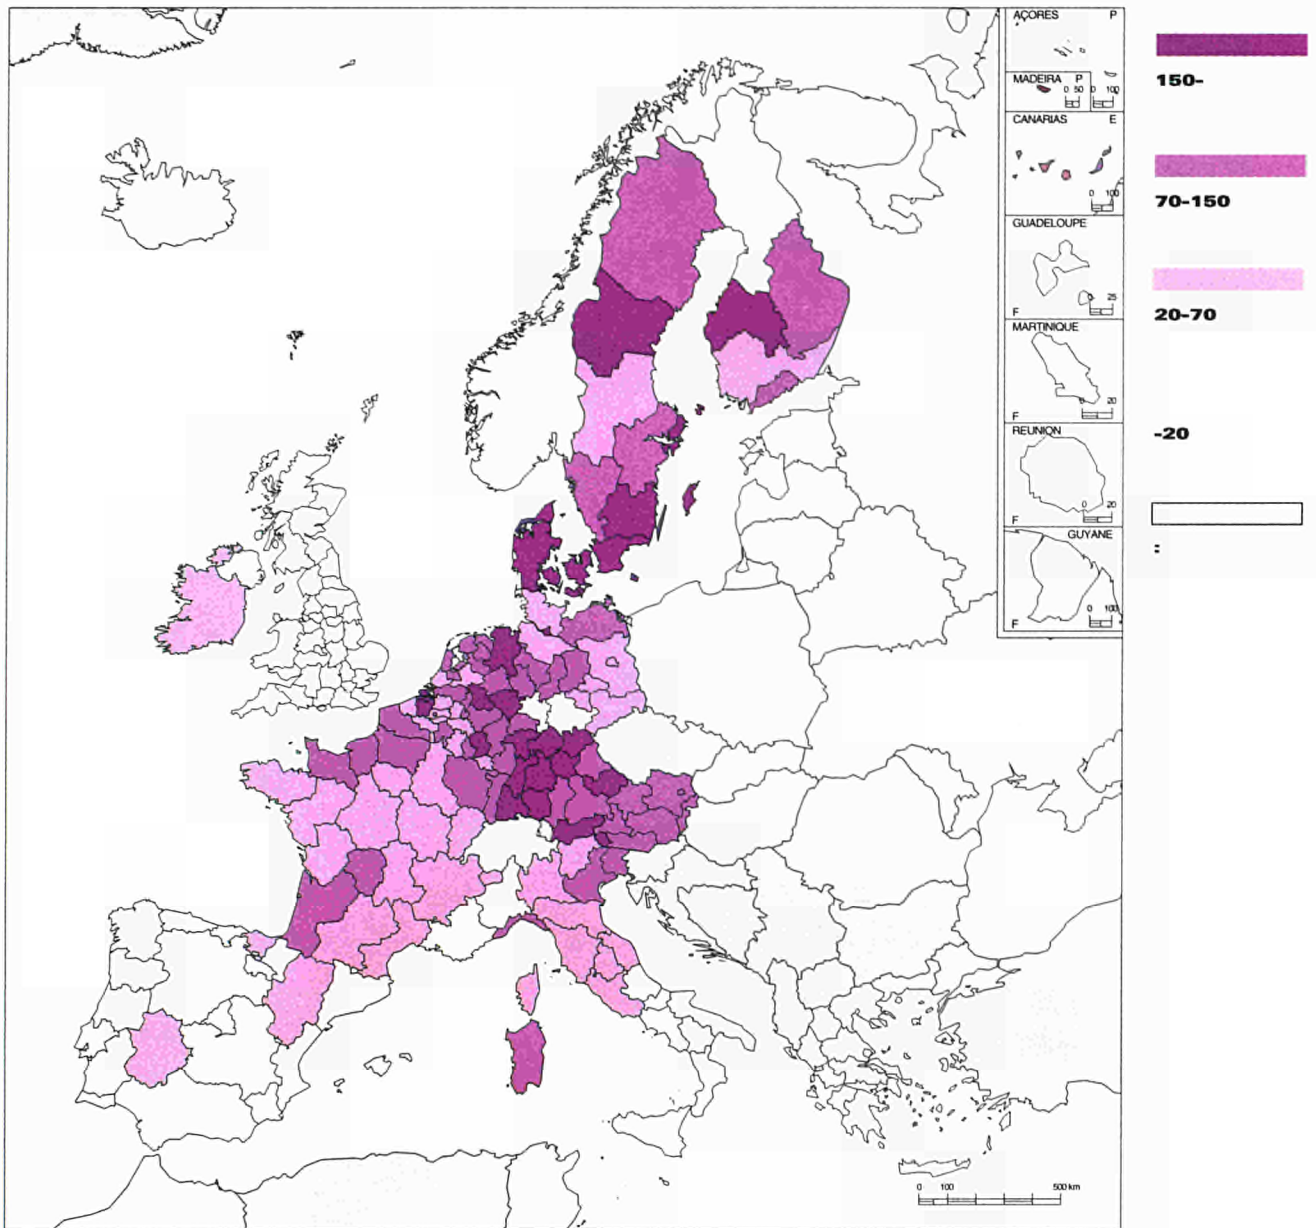 AÇORES P
MADEIRA P
0 50
0 100
CANARIAS E
0 100
GUADELOUPE
0 25
F
MARTINIQUE
0 20
F
REUNION
0 20
F
GUYANE
0 100
F
150-
70-150
20-70
-20
:
0 100 500 km